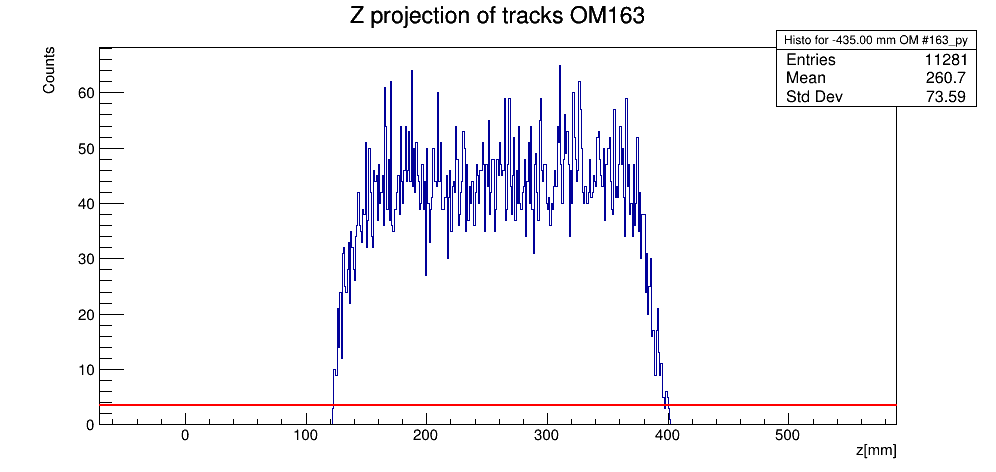 Z projection of tracks OM163
Histo for -435.00 mm OM #163_py
Entries 11281
Mean 260.7
Std Dev 73.59
Counts
60
50
40
30
20
10
0
0 100 200 300 400 500
z[mm]